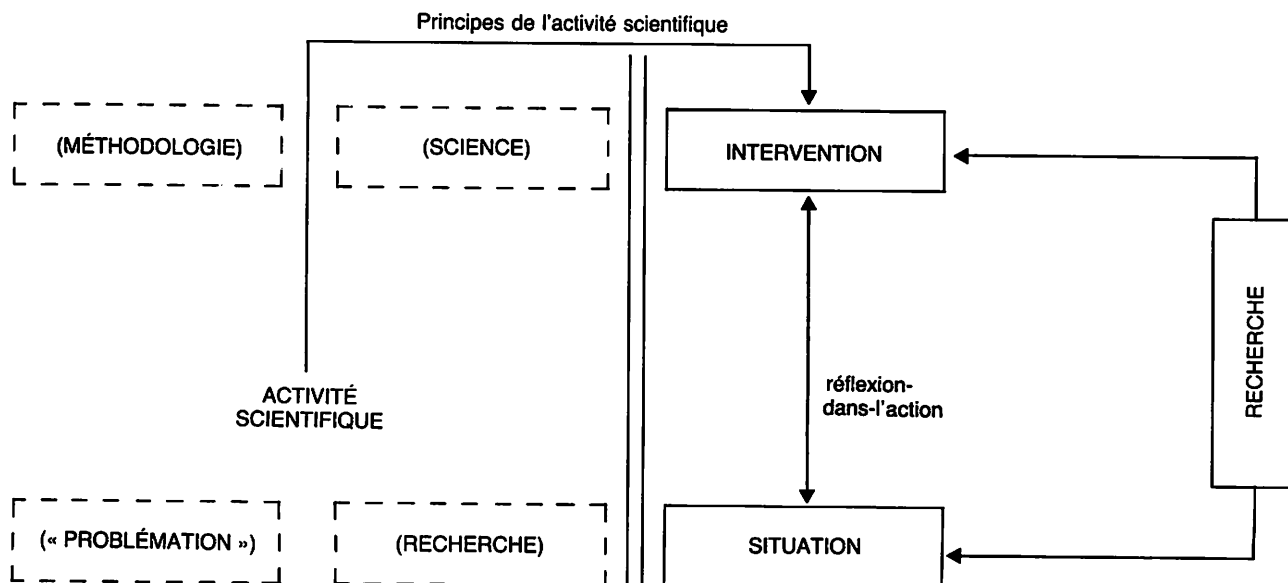 Principes de l'activité scientifique
(MÉTHODOLOGIE)
(SCIENCE)
INTERVENTION
RECHERCHE
réflexion-
dans-l'action
ACTIVITÉ
SCIENTIFIQUE
(« PROBLÉMATION »)
(RECHERCHE)
SITUATION